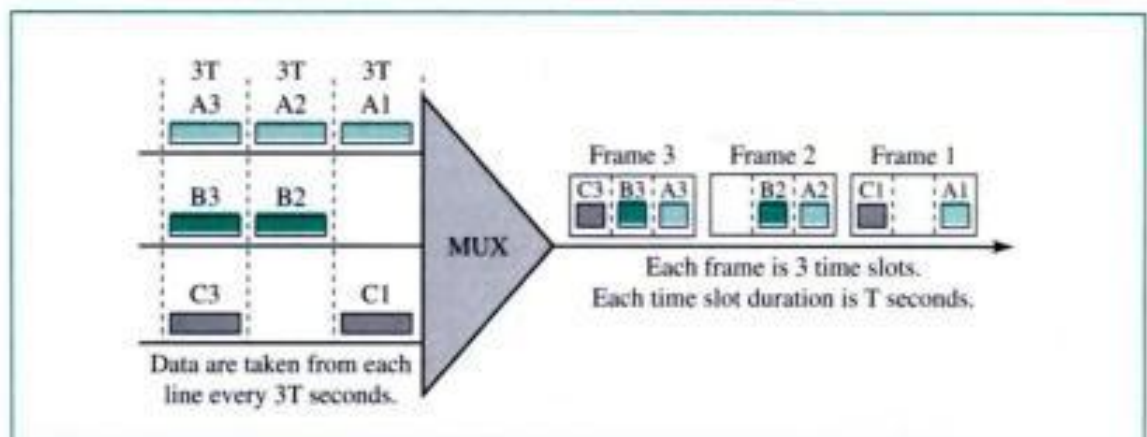 3T 3T 3T
A3 A2 A1
Frame 3 Frame 2 Frame 1
C3 B3 A3 B2 A2 C1 A1
B3 B2
MUX
Each frame is 3 time slots.
Each time slot duration is T seconds.
C3 C1
Data are taken from each
line every 3T seconds.